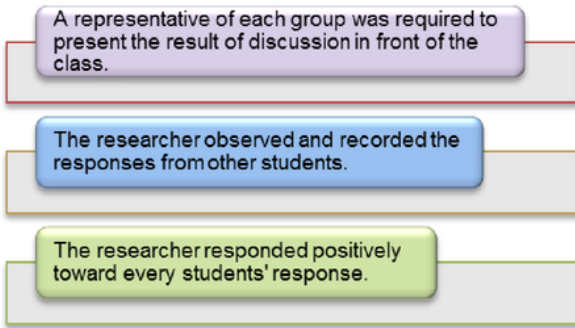 A representative of each group was required to
present the result of discussion in front of the
class.
The researcher observed and recorded the
responses from other students.
The researcher responded positively
toward every students' response.